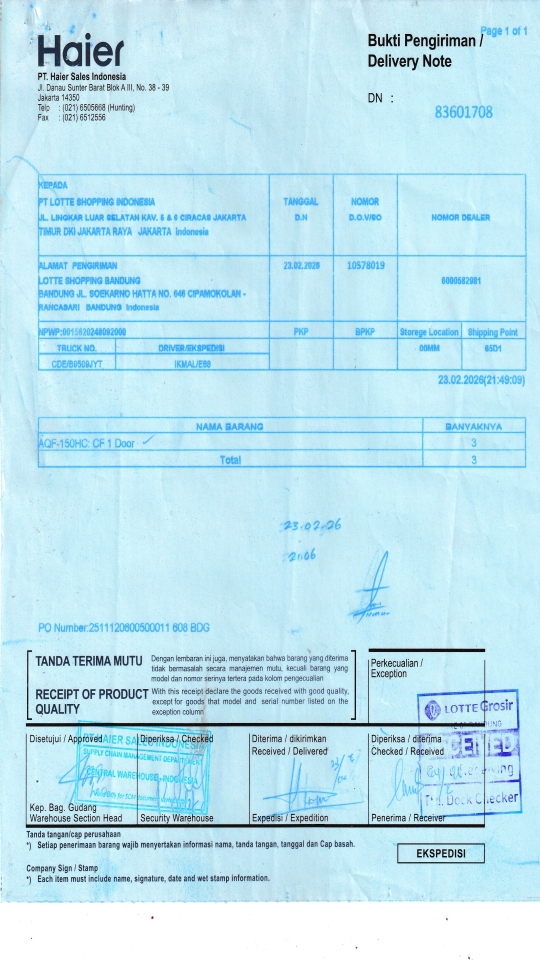 Page 1 of 1
Haier
Bukti Pengiriman /
Delivery Note
PT. Haier Sales Indonesia
Jl. Danau Sunter Barat Blok A III, No. 38 - 39
Jakarta 14350
Telp : (021) 6505668 (Hunting)
Fax : (021) 6512556
DN :
83601708
KEPADA
PT LOTTE SHOPPING INDONESIA
JL. LINGKAR LUAR SELATAN KAV. 5 & 6 CIRACAS JAKARTA
TIMUR DKI JAKARTA RAYA JAKARTA Indonesia
TANGGAL
D.N
NOMOR
D.O.V/SO
NOMOR DEALER
ALAMAT PENGIRIMAN
LOTTE SHOPPING BANDUNG
BANDUNG JL. SOEKARNO HATTA NO. 646 CIPAMOKOLAN -
RANCASARI BANDUNG Indonesia
23.02.2026
10578019
6000582981
NPWP:0015620248092000
PKP
BPKP
Storege Location
Shipping Point
TRUCK NO.
DRIVER/EKSPEDISI
00MM
65D1
CDE/B9509JYT
IKMAL/E68
23.02.2026(21:49:09)
NAMA BARANG
BANYAKNYA
AQF-150HC: CF 1 Door
3
Total
3
23.02.26
21:06
PO Number:2511120600500011 608 BDG
TANDA TERIMA MUTU
Dengan lembaran ini juga, menyatakan bahwa barang yang diterima
tidak bermasalah secara manajemen mutu, kecuali barang yang
model dan nomor serinya tertera pada kolom pengecualian
RECEIPT OF PRODUCT
QUALITY
With this receipt declare the goods received with good quality,
except for goods that model and serial number listed on the
exception column
Perkecualian /
Exception
Disetujui / Approved
Diperiksa / Checked
Diterima / dikirimkan
Received / Delivered
Diperiksa / diterima
Checked / Received
PT HAIER SALES INDONESIA
SUPPLY CHAIN MANAGEMENT DEPARTMENT
CENTRAL WAREHOUSE - INDONESIA
LOTTE Grosir
Dock Checker
Kep. Bag. Gudang
Warehouse Section Head
Security Warehouse
Expedisi / Expedition
Penerima / Receiver
Tanda tangan/cap perusahaan
*) Setiap penerimaan barang wajib menyertakan informasi nama, tanda tangan, tanggal dan Cap basah.
EKSPEDISI
Company Sign / Stamp
*) Each item must include name, signature, date and wet stamp information.